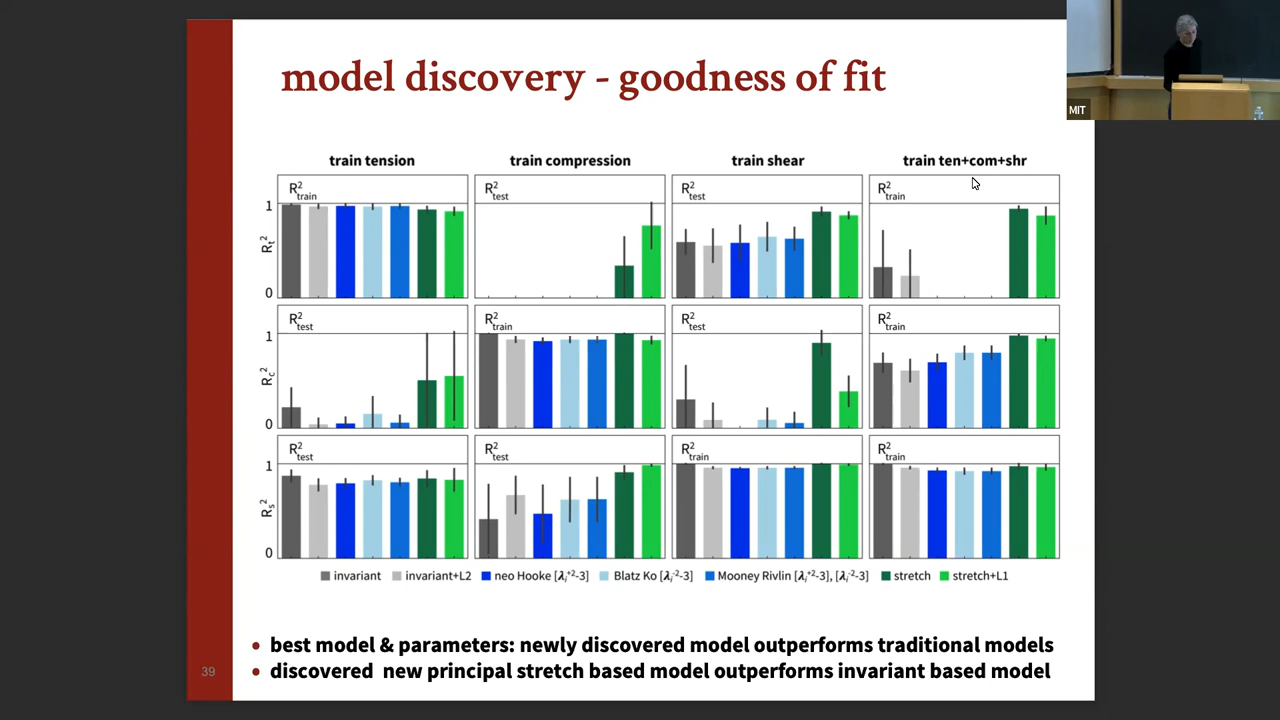 MIT
model discovery - goodness of fit
train tension train compression train shear train ten+com+shr
R²train R²test R²test R²train
1
Rt²
0
R²test R²train R²test R²train
1
Rc²
0
R²test R²test R²train R²train
1
Rs²
0
invariant invariant+L2 neo Hooke [λᵢ⁺²-3] Blatz Ko [λᵢ⁻²-3] Mooney Rivlin [λᵢ⁺²-3], [λᵢ⁻²-3] stretch stretch+L1
• best model & parameters: newly discovered model outperforms traditional models
• discovered new principal stretch based model outperforms invariant based model
39